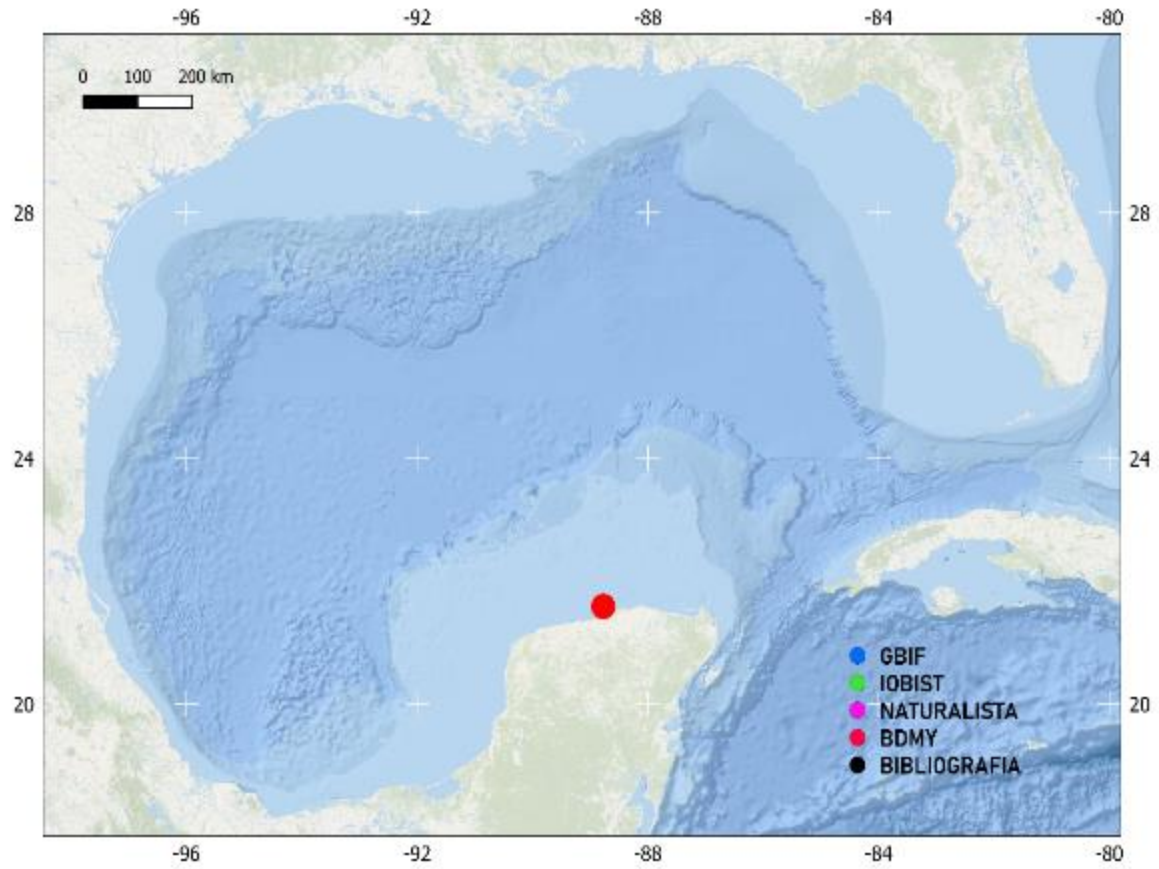 -96 -92 -88 -84 -80
0 100 200 km
28 28
24 24
20 20
GBIF
IOBIST
NATURALISTA
BDMY
BIBLIOGRAFIA
-96 -92 -88 -84 -80